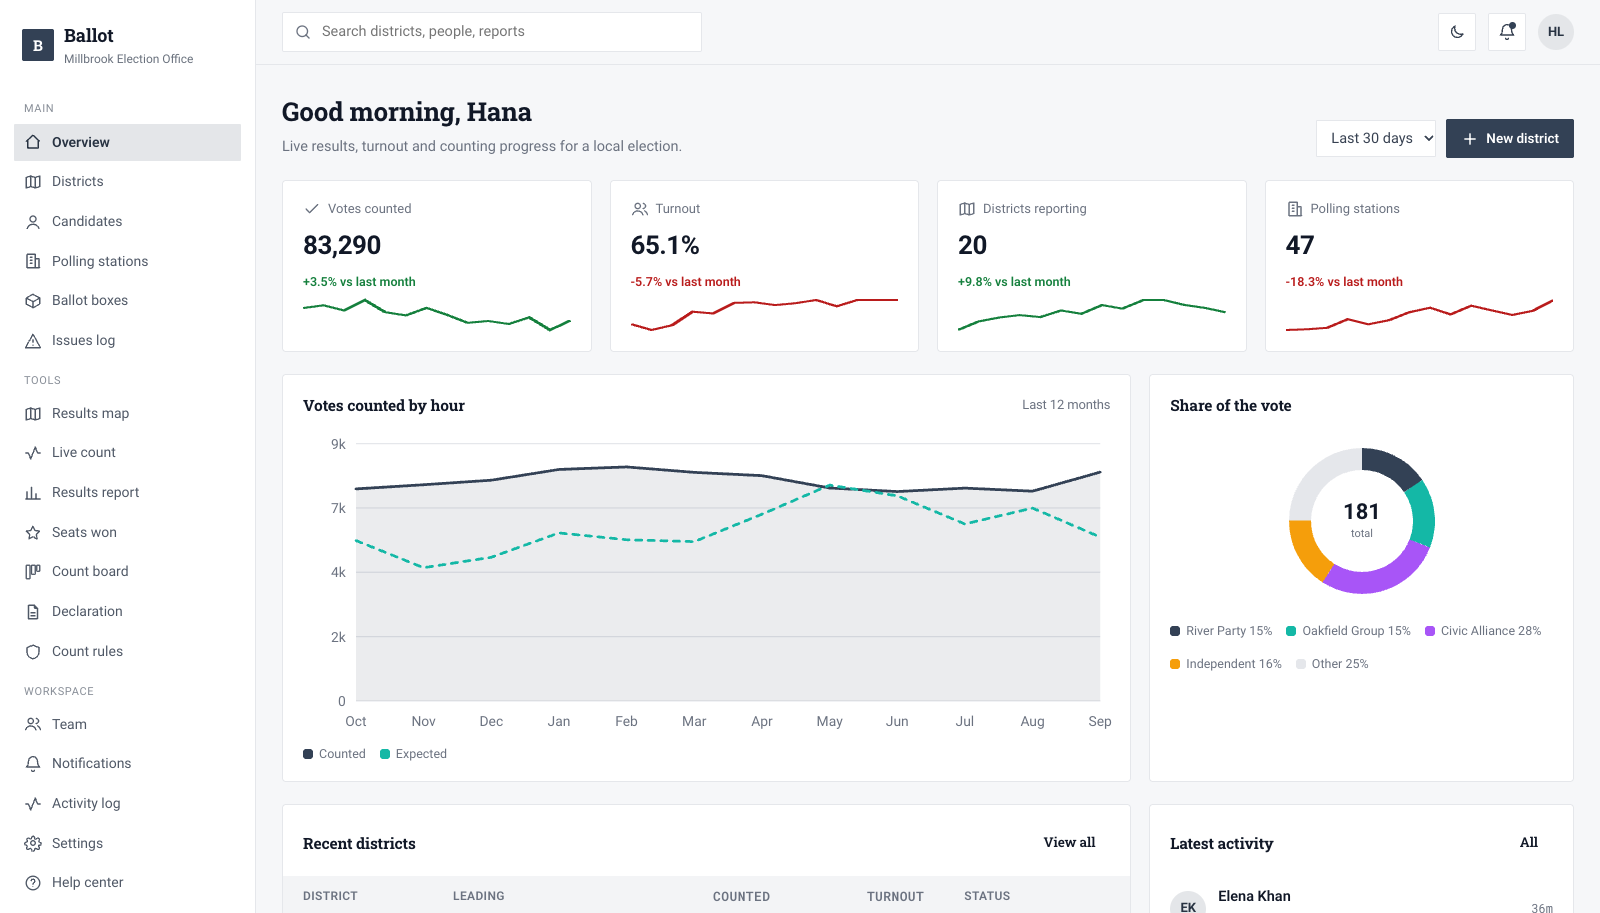 B
Ballot
Millbrook Election Office
MAIN
Overview
Districts
Candidates
Polling stations
Ballot boxes
Issues log
TOOLS
Results map
Live count
Results report
Seats won
Count board
Declaration
Count rules
WORKSPACE
Team
Notifications
Activity log
Settings
Help center
Search districts, people, reports
HL
Good morning, Hana
Live results, turnout and counting progress for a local election.
Last 30 days
New district
Votes counted
83,290
+3.5% vs last month
Turnout
65.1%
-5.7% vs last month
Districts reporting
20
+9.8% vs last month
Polling stations
47
-18.3% vs last month
Votes counted by hour
Last 12 months
9k
7k
4k
2k
0
Oct Nov Dec Jan Feb Mar Apr May Jun Jul Aug Sep
Counted Expected
Share of the vote
181
total
River Party 15% Oakfield Group 15% Civic Alliance 28%
Independent 16% Other 25%
Recent districts
View all
DISTRICT LEADING COUNTED TURNOUT STATUS
Latest activity
All
EK
Elena Khan
36m